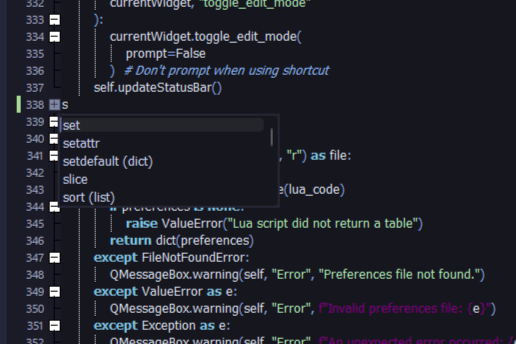 332 currentWidget, "toggle_edit_mode"
333 ):
334 currentWidget.toggle_edit_mode(
335 prompt=False
336 ) # Don't prompt when using shortcut
337 self.updateStatusBar()
338 s
339 set
340 setattr
341 setdefault (dict) , "r") as file:
slice
343 sort (list) e(lua_code)
344 if preferences is none:
345 raise ValueError("Lua script did not return a table")
346 return dict(preferences)
347 except FileNotFoundError:
348 QMessageBox.warning(self, "Error", "Preferences file not found.")
349 except ValueError as e:
350 QMessageBox.warning(self, "Error", f"Invalid preferences file: {e}")
351 except Exception as e:
352 QMessageBox.warning(self, "Error", f"An unexpected error occurred: {